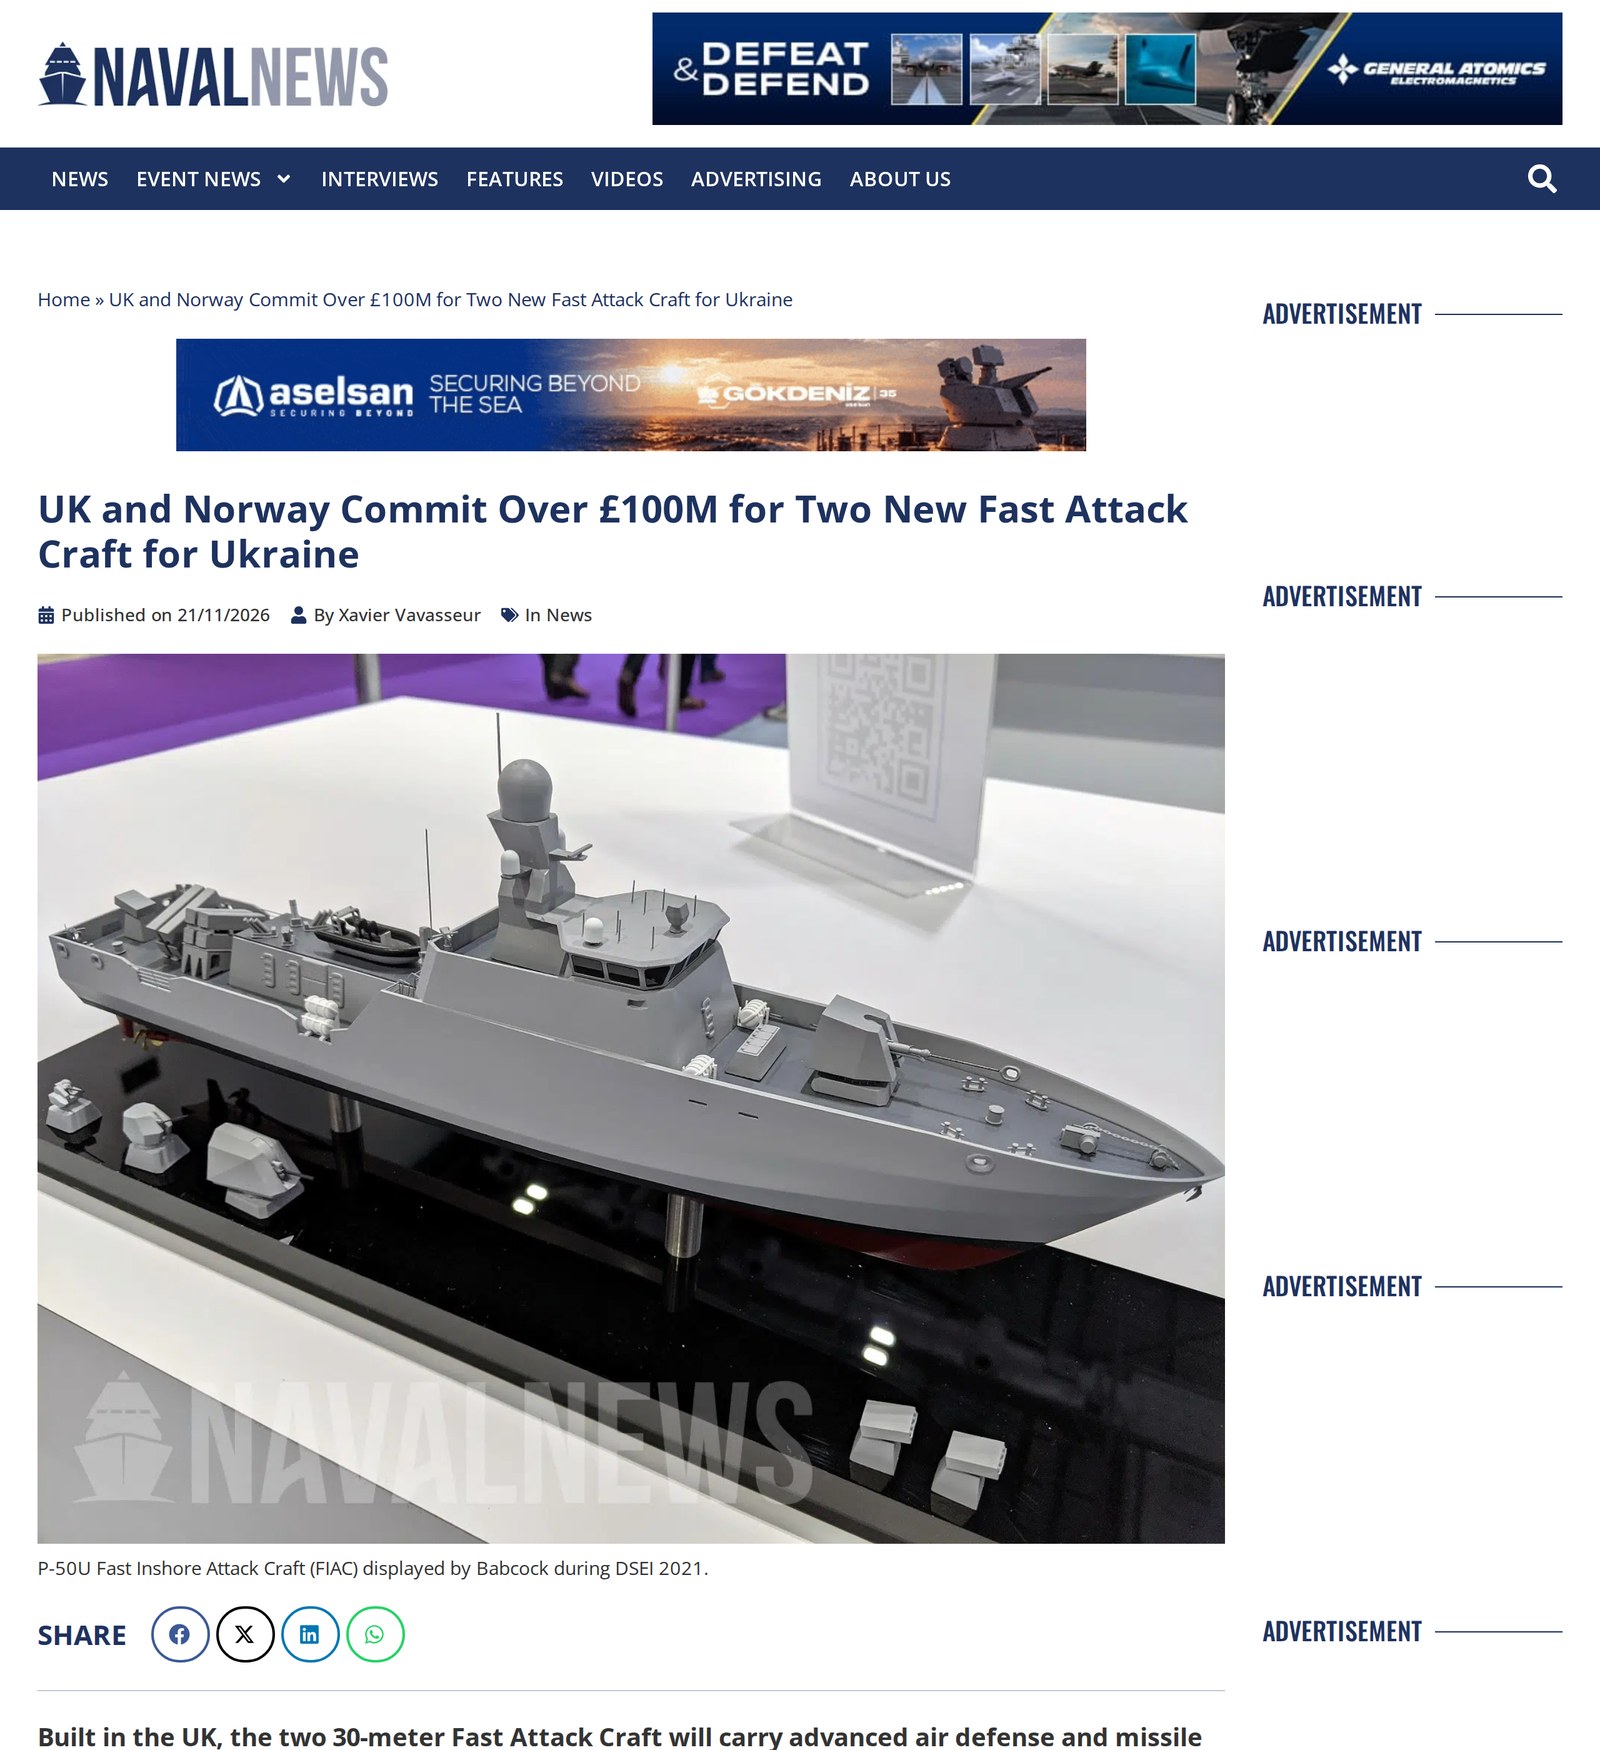 NAVALNEWS
& DEFEAT
DEFEND
GENERAL ATOMICS
ELECTROMAGNETICS
NEWS EVENT NEWS INTERVIEWS FEATURES VIDEOS ADVERTISING ABOUT US
Home » UK and Norway Commit Over £100M for Two New Fast Attack Craft for Ukraine
ADVERTISEMENT
aselsan
SECURING BEYOND
SECURING BEYOND
THE SEA
GÖKDENİZ 35
aselsan
UK and Norway Commit Over £100M for Two New Fast Attack
Craft for Ukraine
ADVERTISEMENT
Published on 21/11/2026 By Xavier Vavasseur In News
ADVERTISEMENT
ADVERTISEMENT
NAVALNEWS
P-50U Fast Inshore Attack Craft (FIAC) displayed by Babcock during DSEI 2021.
SHARE
ADVERTISEMENT
Built in the UK, the two 30-meter Fast Attack Craft will carry advanced air defense and missile